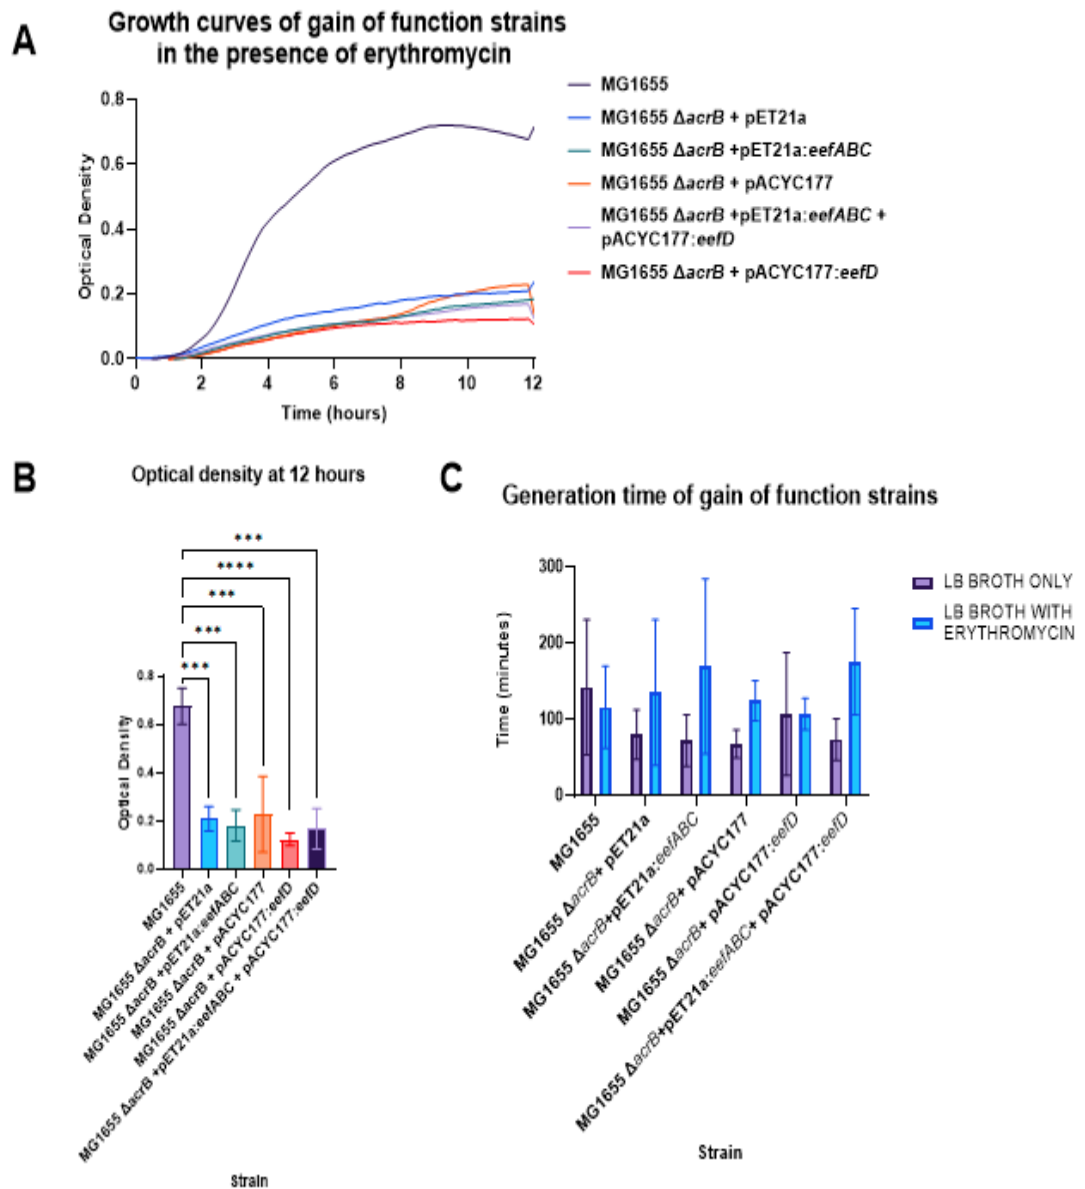 A
Growth curves of gain of function strains
in the presence of erythromycin
MG1655
MG1655 ΔacrB + pET21a
MG1655 ΔacrB +pET21a:eefABC
MG1655 ΔacrB + pACYC177
MG1655 ΔacrB +pET21a:eefABC +
pACYC177:eefD
MG1655 ΔacrB + pACYC177:eefD
Optical Density
0.8
0.6
0.4
0.2
0.0
0 2 4 6 8 10 12
Time (hours)
B
Optical density at 12 hours
***
****
***
***
***
Optical Density
0.8
0.6
0.4
0.2
0.0
MG1655
MG1655 ΔacrB + pET21a
MG1655 ΔacrB +pET21a:eefABC
MG1655 ΔacrB + pACYC177
MG1655 ΔacrB + pACYC177:eefD
MG1655 ΔacrB +pET21a:eefABC + pACYC177:eefD
Strain
C
Generation time of gain of function strains
LB BROTH ONLY
LB BROTH WITH
ERYTHROMYCIN
Time (minutes)
300
200
100
0
MG1655
MG1655 ΔacrB+ pET21a
MG1655 ΔacrB+pET21a:eefABC
MG1655 ΔacrB+ pACYC177
MG1655 ΔacrB+ pACYC177:eefD
MG1655 ΔacrB+pET21a:eefABC+ pACYC177:eefD
Strain